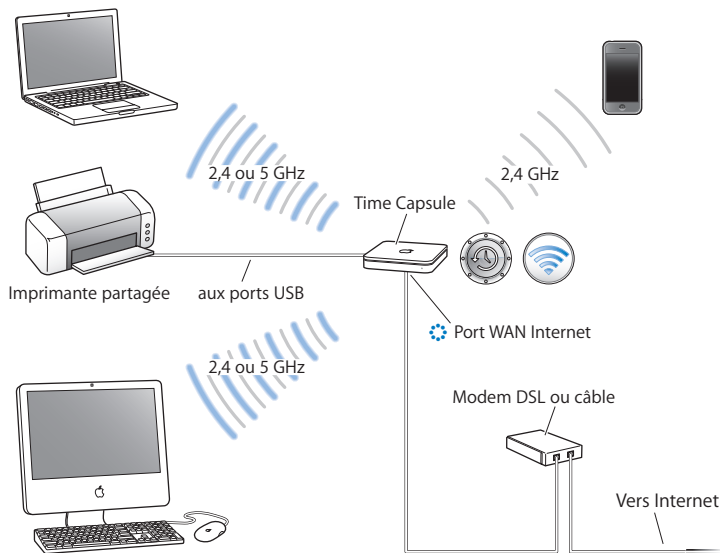 2,4 ou 5 GHz
2,4 GHz
Time Capsule
Imprimante partagée
aux ports USB
Port WAN Internet
2,4 ou 5 GHz
Modem DSL ou câble
Vers Internet